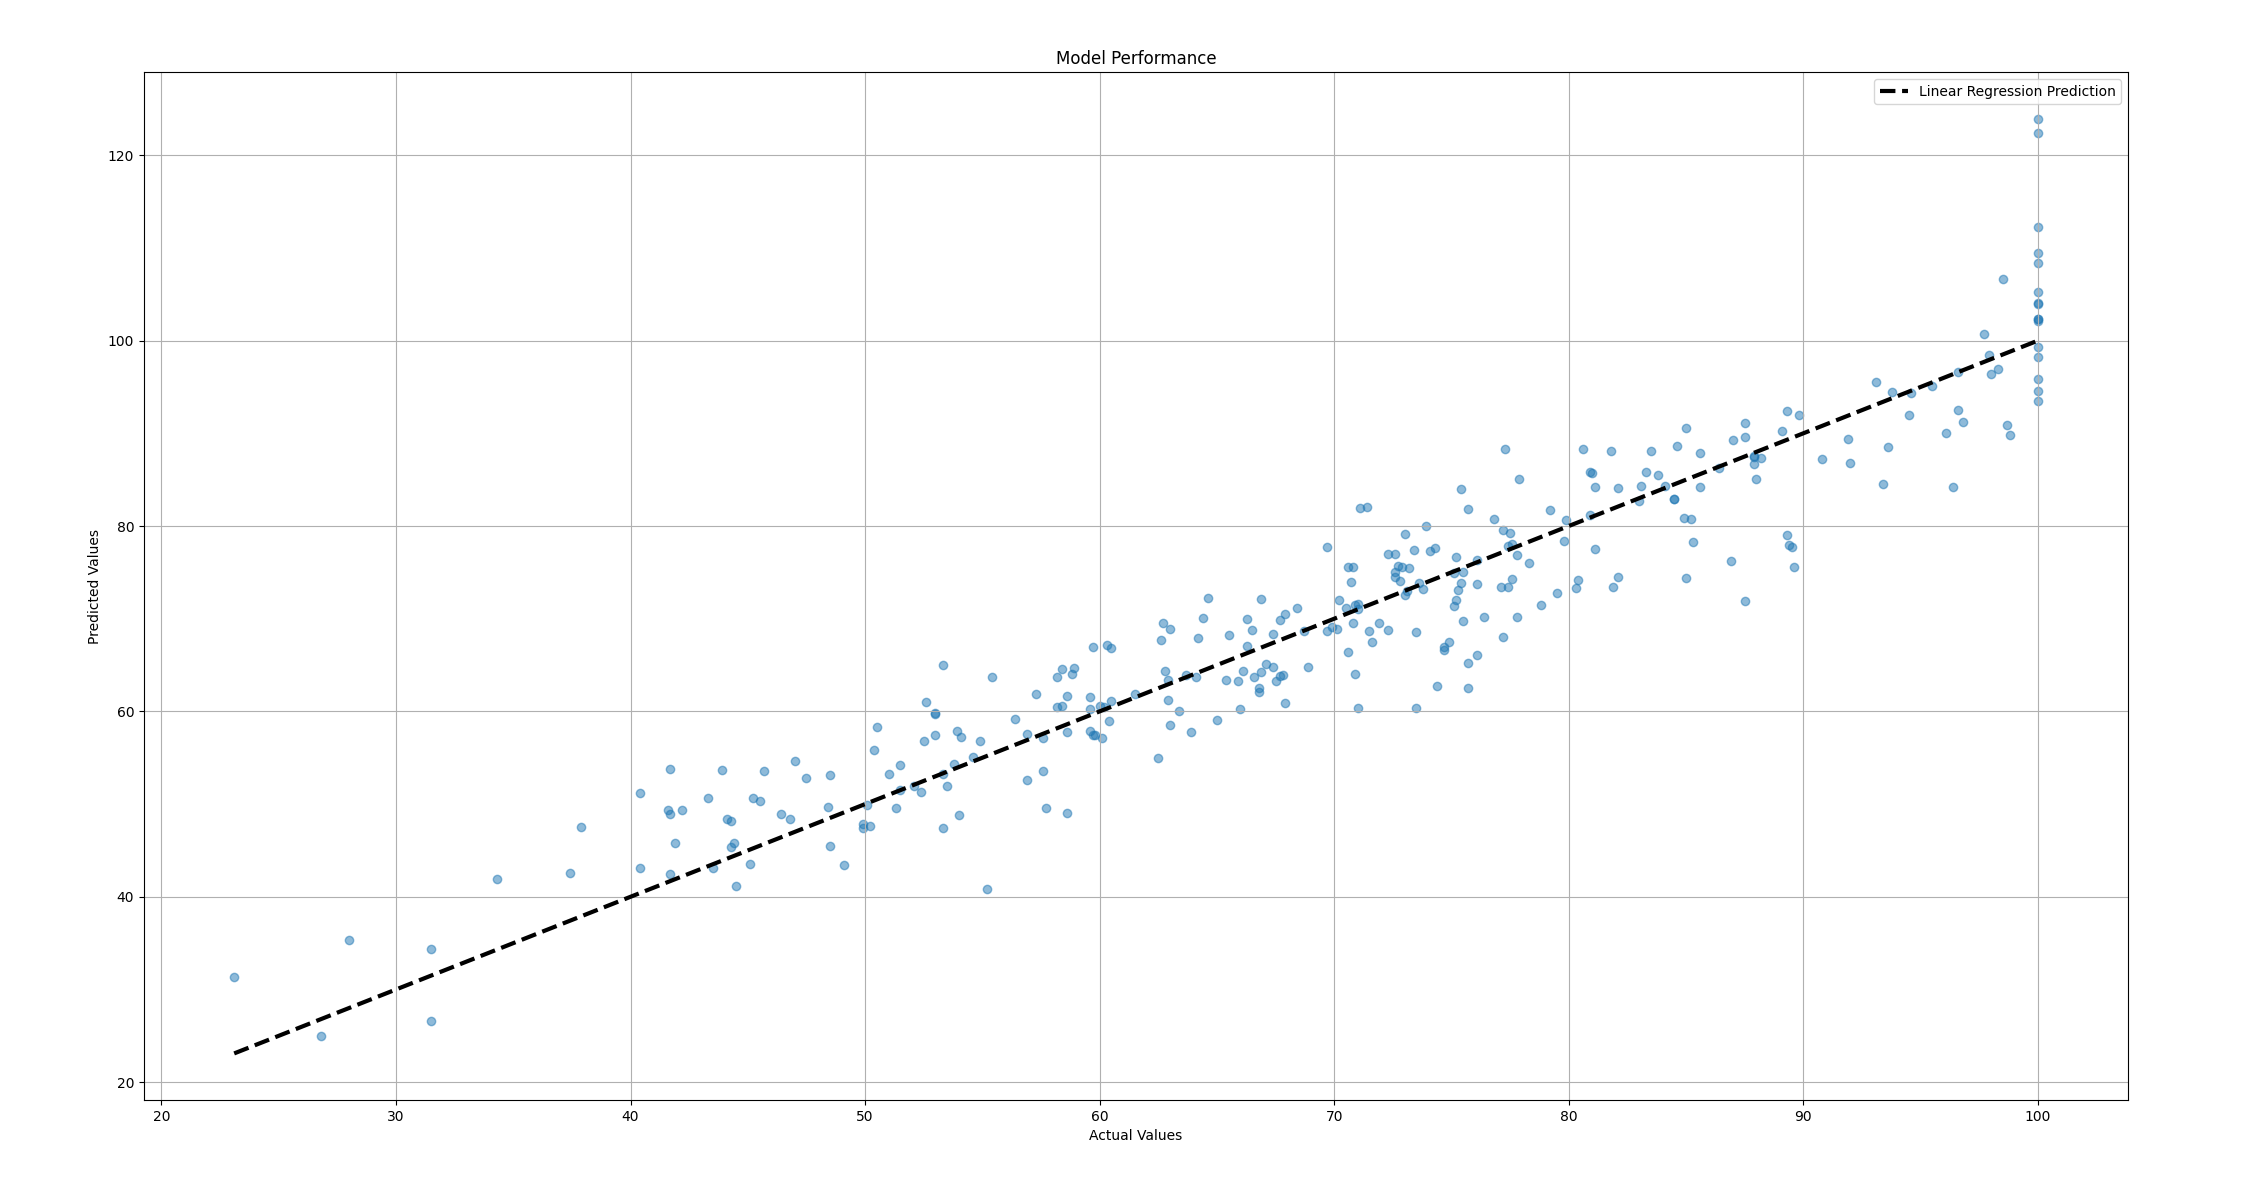 Model Performance
Linear Regression Prediction
120
100
80
60
40
20
Predicted Values
20 30 40 50 60 70 80 90 100
Actual Values